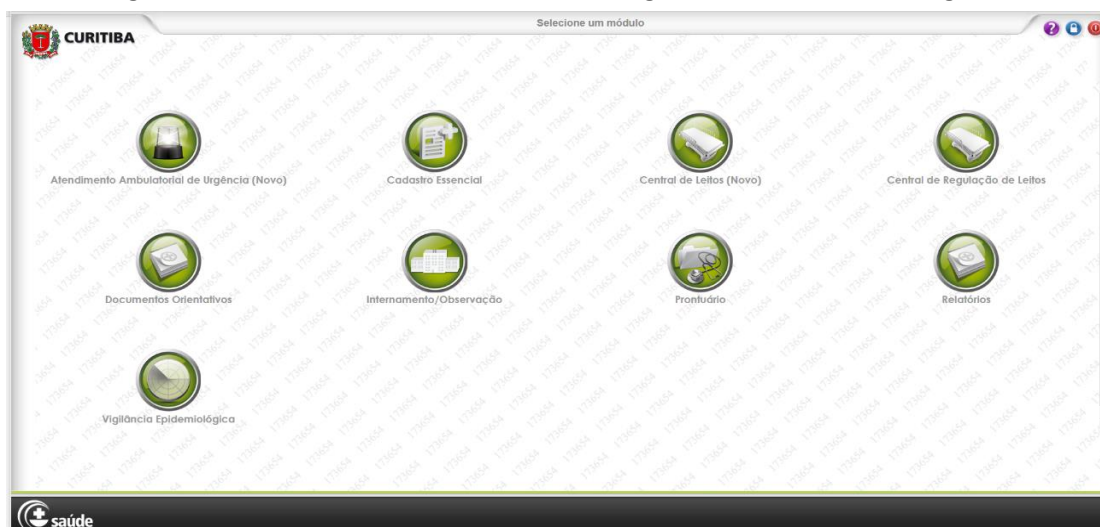 Selecione um módulo
CURITIBA
Atendimento Ambulatorial de Urgência (Novo)
Cadastro Essencial
Central de Leitos (Novo)
Central de Regulação de Leitos
Documentos Orientativos
Internamento/Observação
Prontuário
Relatórios
Vigilância Epidemiológica
saúde
173654